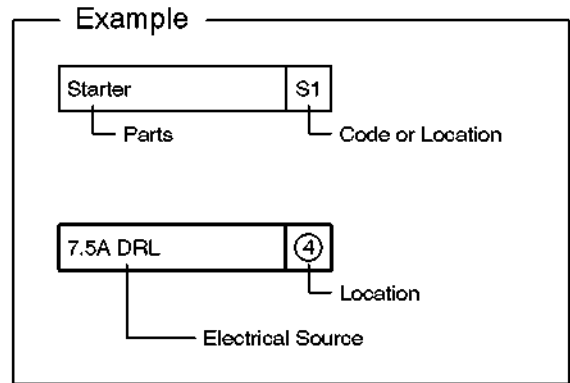 Example
Starter S1
Parts Code or Location
7.5A DRL ④
Location
Electrical Source